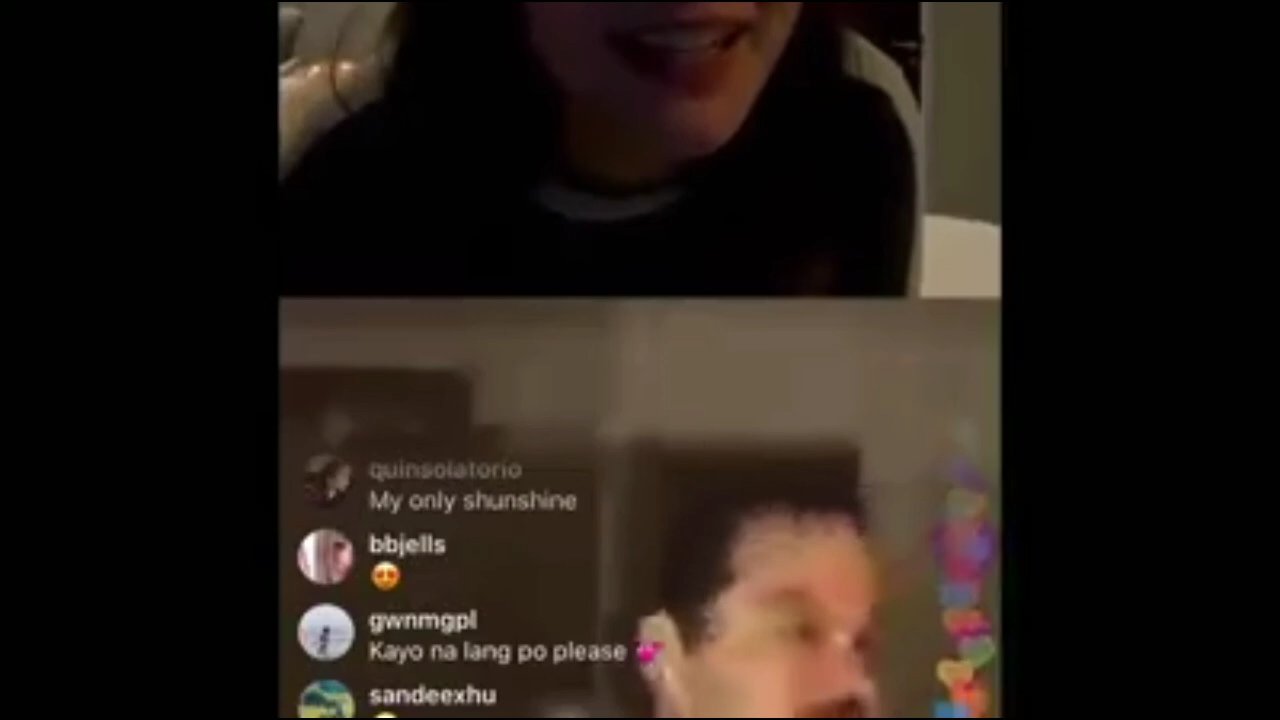 quinsolatorio
My only shunshine
bbjells
😍
gwnmgpl
Kayo na lang po please 💕
sandeexhu